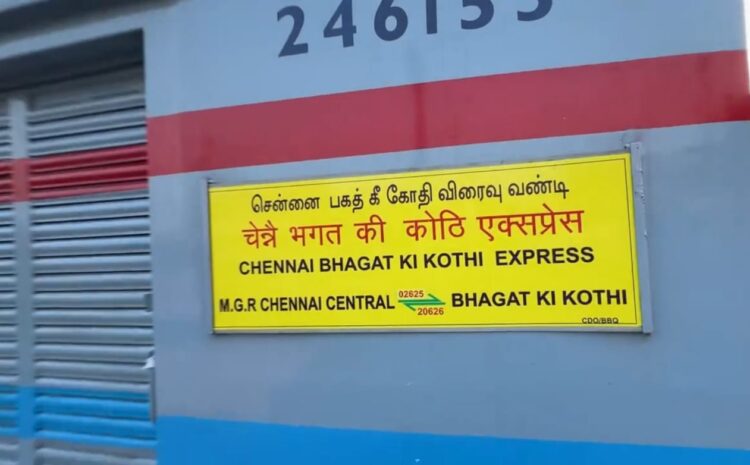 சென்னை பகத் கீ கோதி விரைவு வண்டி
चेन्नै भगत की कोठि एक्सप्रेस
CHENNAI BHAGAT KI KOTHI EXPRESS
M.G.R CHENNAI CENTRAL 02625 20626 BHAGAT KI KOTHI
CDO/BBQ